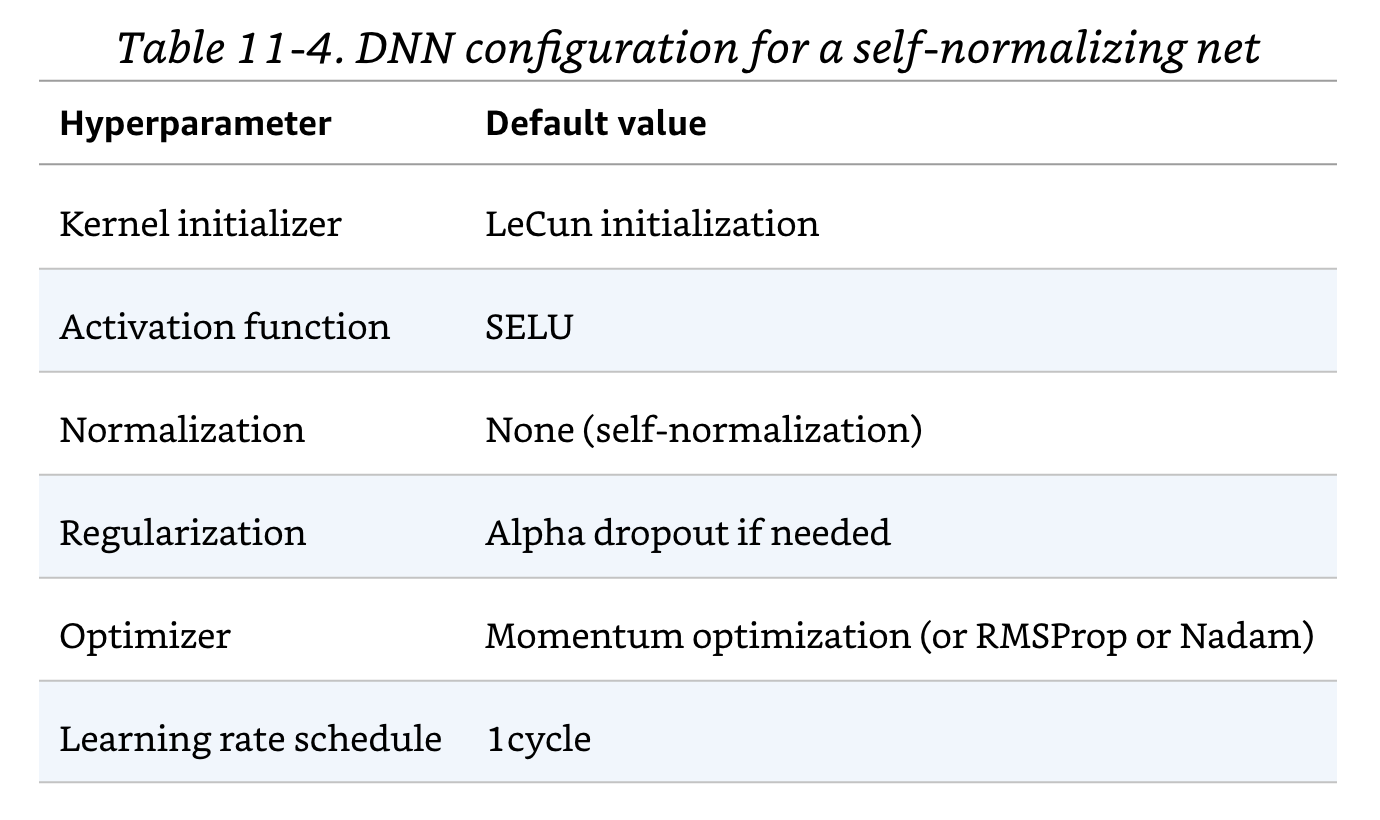 Table 11-4. DNN configuration for a self-normalizing net
Hyperparameter Default value
Kernel initializer LeCun initialization
Activation function SELU
Normalization None (self-normalization)
Regularization Alpha dropout if needed
Optimizer Momentum optimization (or RMSProp or Nadam)
Learning rate schedule 1cycle